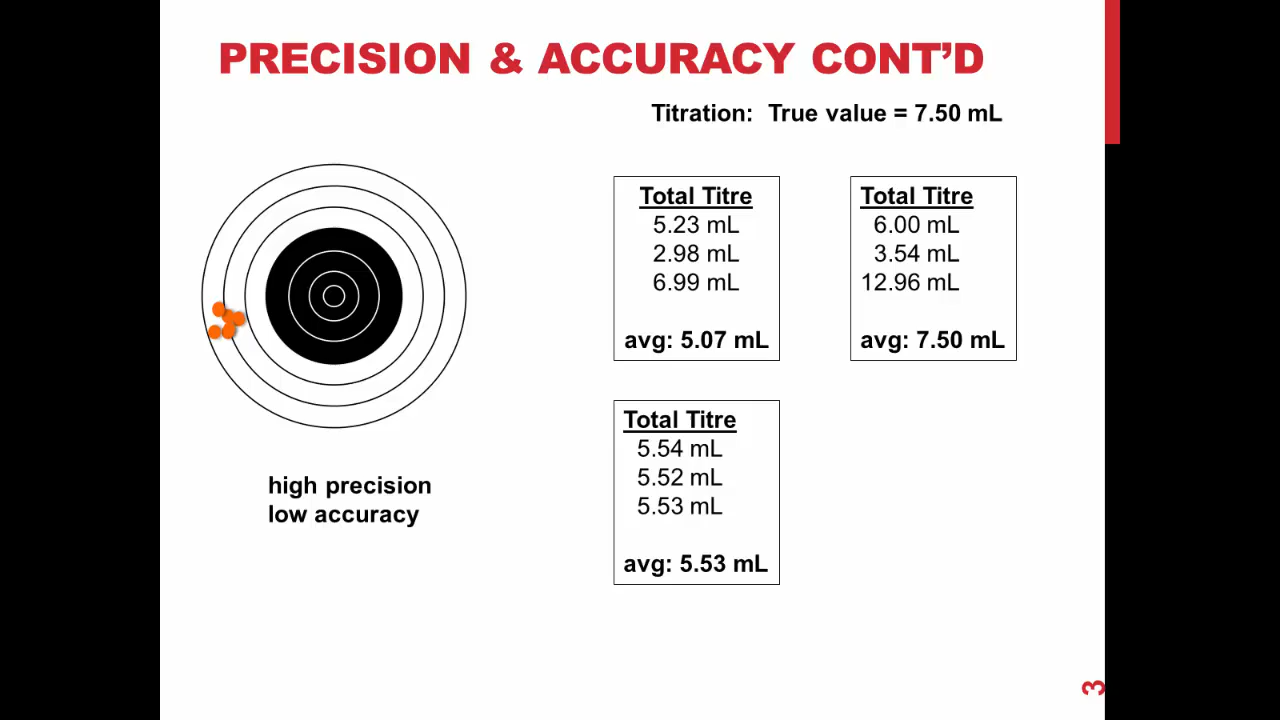 PRECISION & ACCURACY CONT'D
Titration: True value = 7.50 mL
Total Titre
5.23 mL
2.98 mL
6.99 mL
avg: 5.07 mL
Total Titre
6.00 mL
3.54 mL
12.96 mL
avg: 7.50 mL
high precision
low accuracy
Total Titre
5.54 mL
5.52 mL
5.53 mL
avg: 5.53 mL
3